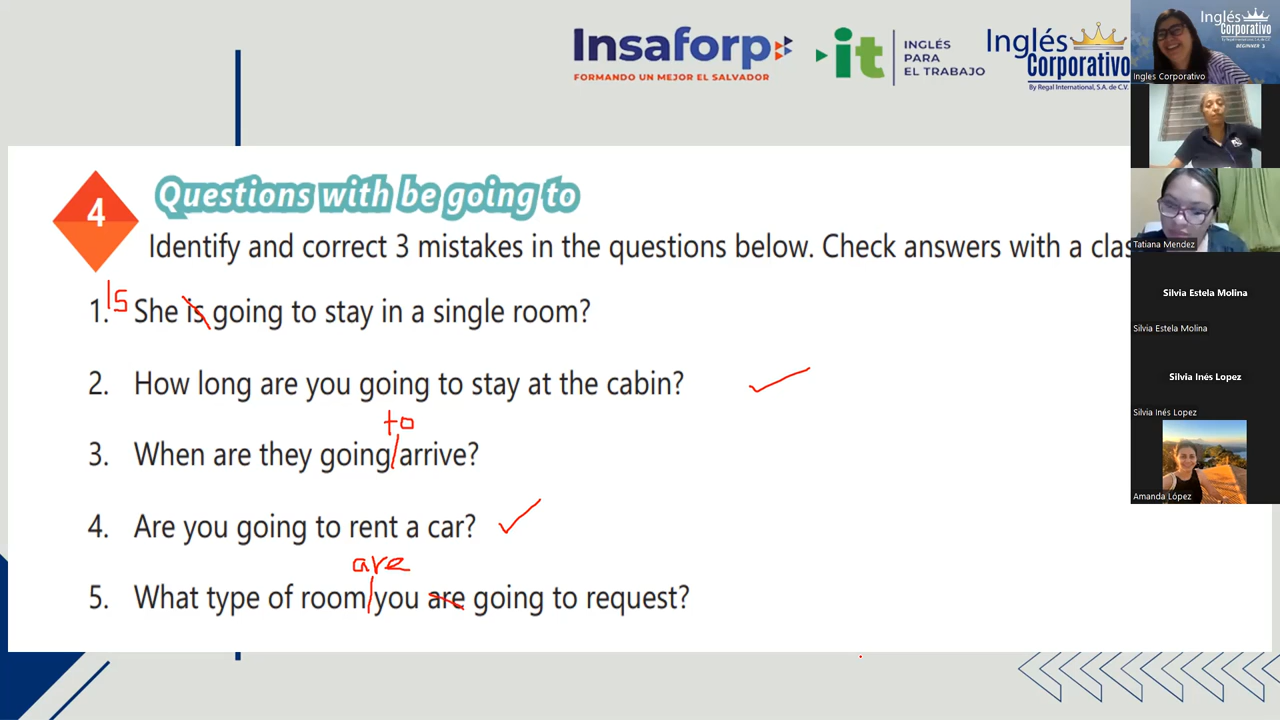 Insaforp
FORMANDO UN MEJOR EL SALVADOR
it
INGLÉS
PARA
EL TRABAJO
Inglés
Corporativo
By Regal International, S.A. de C.V.
Inglés
Corporativo
BEGINNER 3
Ingles Corporativo
Tatiana Mendez
Silvia Estela Molina
Silvia Estela Molina
Silvia Inés Lopez
Silvia Inés Lopez
Amanda López
4
Questions with be going to
Identify and correct 3 mistakes in the questions below. Check answers with a clas
Is
1. She is going to stay in a single room?
2. How long are you going to stay at the cabin?
to
3. When are they going arrive?
4. Are you going to rent a car?
are
5. What type of room you are going to request?